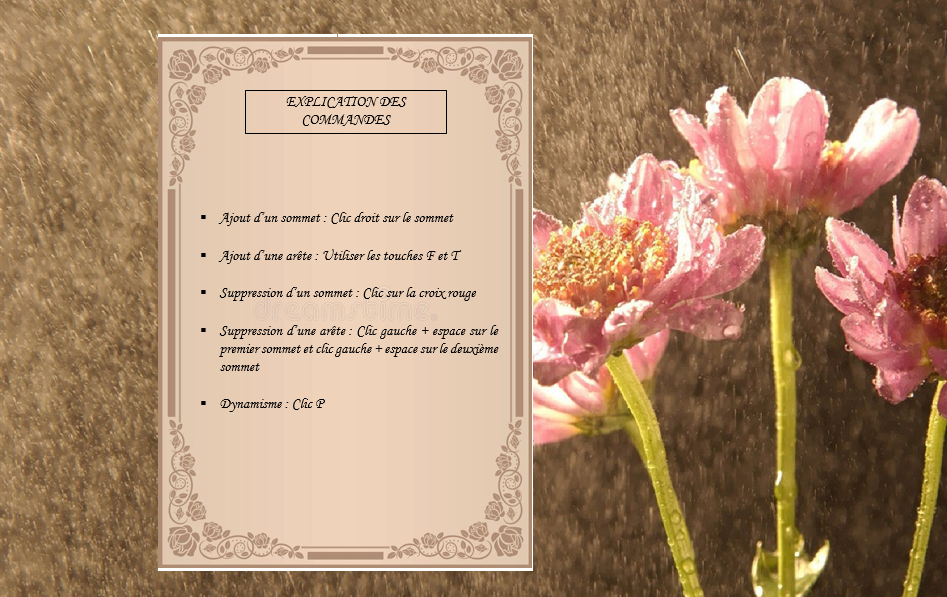 EXPLICATION DES
COMMANDES
▪ Ajout d'un sommet : Clic droit sur le sommet
▪ Ajout d'une arête : Utiliser les touches F et T
▪ Suppression d'un sommet : Clic sur la croix rouge
▪ Suppression d'une arête : Clic gauche + espace sur le
premier sommet et clic gauche + espace sur le deuxième
sommet
▪ Dynamisme : Clic P
dreamstime